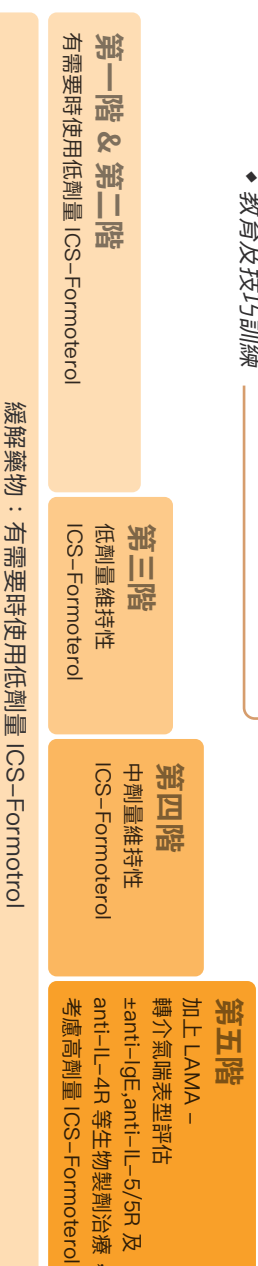 ◆ 教育及技巧訓練
第一階 & 第二階
有需要時使用低劑量 ICS-Formoterol
第三階
低劑量維持性
ICS-Formoterol
第四階
中劑量維持性
ICS-Formoterol
第五階
加上 LAMA –
轉介氣喘表型評估
±anti-IgE,anti-IL-5/5R 及
anti-IL-4R 等生物製劑治療，
考慮高劑量 ICS-Formoterol
緩解藥物：有需要時使用低劑量 ICS-Formotrol